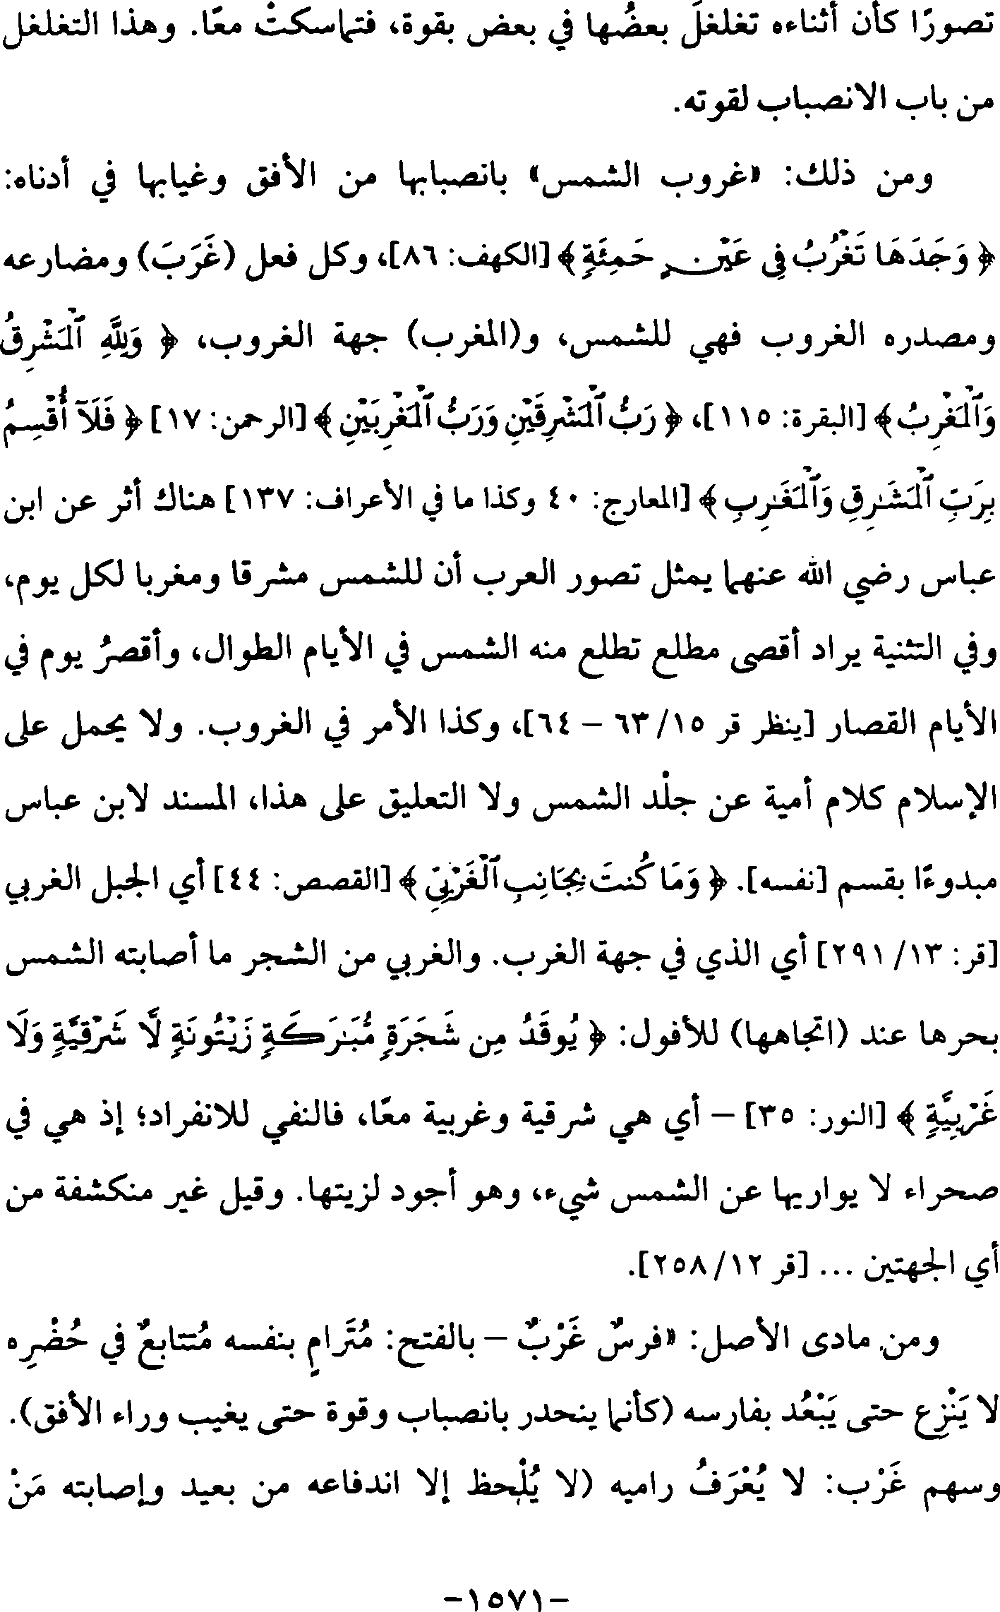 تصورًا كأن أثناءه تغلغلَ بعضُها في بعض بقوة، فتماسكتْ معًا. وهذا التغلغل
من باب الانصباب لقوته.
ومن ذلك: «غروب الشمس» بانصبابها من الأفق وغيابها في أدناه:
﴿ وَجَدَهَا تَغْرُبُ فِي عَيْنٍ حَمِئَةٍ ﴾ [الكهف: ٨٦]، وكل فعل (غَرَبَ) ومضارعه
ومصدره الغروب فهي للشمس، و(المغرب) جهة الغروب، ﴿ وَلِلَّهِ ٱلْمَشْرِقُ
وَٱلْمَغْرِبُ ﴾ [البقرة: ١١٥]، ﴿ رَبُّ ٱلْمَشْرِقَيْنِ وَرَبُّ ٱلْمَغْرِبَيْنِ ﴾ [الرحمن: ١٧] ﴿ فَلَآ أُقْسِمُ
بِرَبِّ ٱلْمَشَـٰرِقِ وَٱلْمَغَـٰرِبِ ﴾ [المعارج: ٤٠ وكذا ما في الأعراف: ١٣٧] هناك أثر عن ابن
عباس رضي الله عنهما يمثل تصور العرب أن للشمس مشرقا ومغربا لكل يوم،
وفي التثنية يراد أقصى مطلع تطلع منه الشمس في الأيام الطوال، وأقصرُ يوم في
الأيام القصار [ينظر قر ١٥/ ٦٣ – ٦٤]، وكذا الأمر في الغروب. ولا يحمل على
الإسلام كلام أمية عن جلْد الشمس ولا التعليق على هذا، المسند لابن عباس
مبدوءًا بقسم [نفسه]. ﴿ وَمَا كُنتَ بِجَانِبِ ٱلْغَرْبِيِّ ﴾ [القصص: ٤٤] أي الجبل الغربي
[قر: ١٣/ ٢٩١] أي الذي في جهة الغرب. والغربي من الشجر ما أصابته الشمس
بحرها عند (اتجاهها) للأفول: ﴿ يُوقَدُ مِن شَجَرَةٍ مُّبَـٰرَكَةٍ زَيْتُونَةٍ لَّا شَرْقِيَّةٍ وَلَا
غَرْبِيَّةٍ ﴾ [النور: ٣٥] – أي هي شرقية وغربية معًا، فالنفي للانفراد؛ إذ هي في
صحراء لا يواريها عن الشمس شيء، وهو أجود لزيتها. وقيل غير منكشفة من
أي الجهتين ... [قر ١٢/ ٢٥٨].
ومن مادى الأصل: «فرسٌ غَرْبٌ – بالفتح: مُتَرامٍ بنفسه مُتتابعٌ في حُضْرِه
لا يَنْزِع حتى يَبْعُد بفارسه (كأنما ينحدر بانصباب وقوة حتى يغيب وراء الأفق).
وسهم غَرْب: لا يُعْرَفُ راميه (لا يُلْحظ إلا اندفاعه من بعيد وإصابته مَنْ
-١٥٧١-